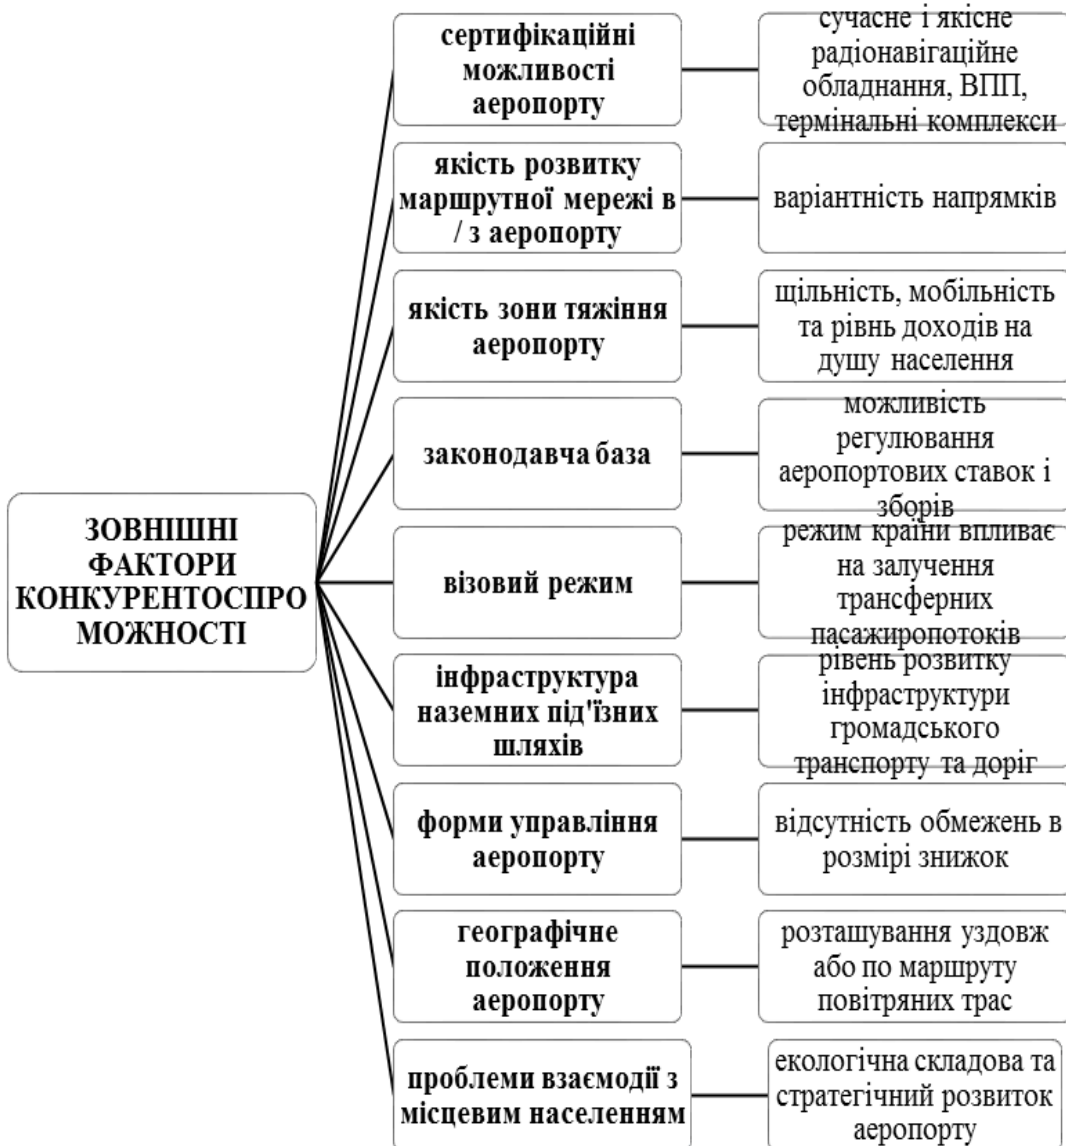 ЗОВНІШНІ
ФАКТОРИ
КОНКУРЕНТОСПРО
МОЖНОСТІ
сертифікаційні
можливості
аеропорту
сучасне і якісне
радіонавігаційне
обладнання, ВПП,
термінальні комплекси
якість розвитку
маршрутної мережі в
/ з аеропорту
варіантність напрямків
якість зони тяжіння
аеропорту
щільність, мобільність
та рівнь доходів на
душу населення
законодавча база
можливість
регулювання
аеропортових ставок і
зборів
візовий режим
режим країни впливає
на залучення
трансферних
пасажиропотоків
інфраструктура
наземних під'їзних
шляхів
рівень розвитку
інфраструктури
громадського
транспорту та доріг
форми управління
аеропорту
відсутність обмежень в
розмірі знижок
географічне
положення
аеропорту
розташування уздовж
або по маршруту
повітряних трас
проблеми взаємодії з
місцевим населенням
екологічна складова та
стратегічний розвиток
аеропорту